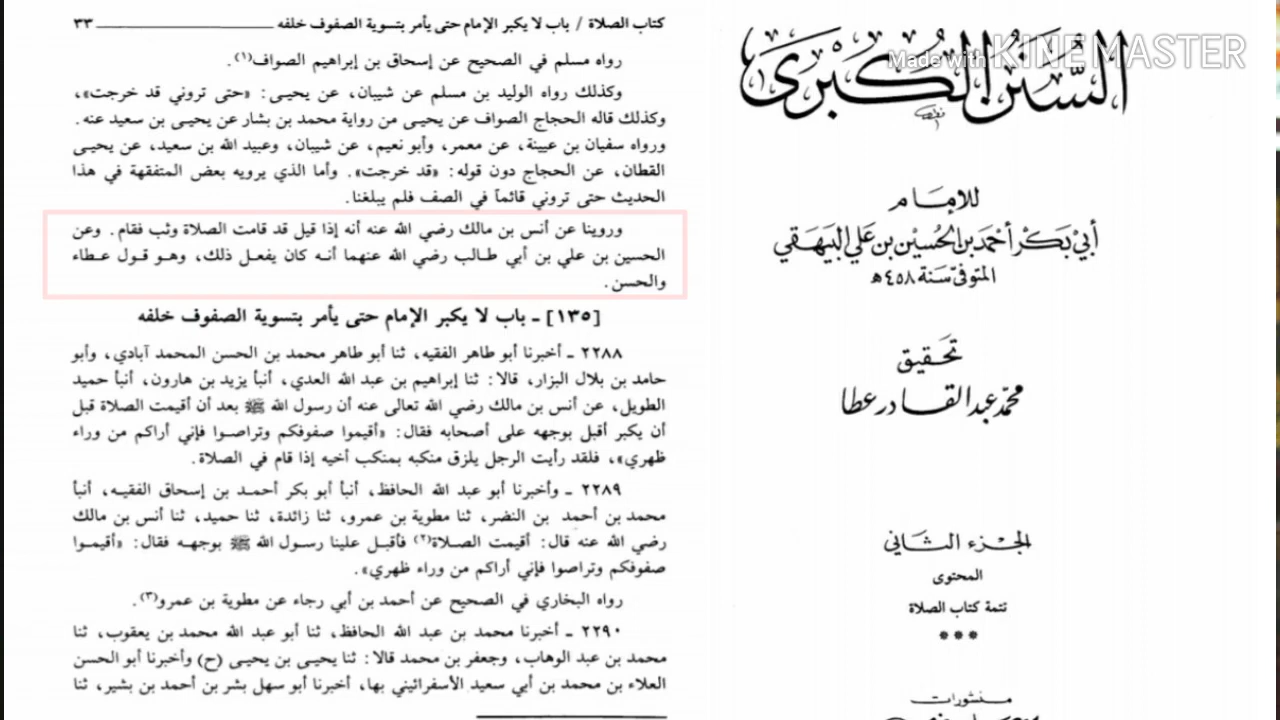 كتاب الصلاة / باب لا يكبر الإمام حتى يأمر بتسوية الصفوف خلفه ٣٣
رواه مسلم في الصحيح عن إسحاق بن إبراهيم الصواف(١).
وكذلك رواه الوليد بن مسلم عن شيبان، عن يحيى: «حتى تروني قد خرجت»،
وكذلك قاله الحجاج الصواف عن يحيى من رواية محمد بن بشار عن يحيى بن سعيد عنه.
ورواه سفيان بن عيينة، عن معمر، وأبو نعيم، عن شيبان، وعبيد الله بن سعيد، عن يحيى
القطان، عن الحجاج دون قوله: «قد خرجت». وأما الذي يرويه بعض المتفقهة في هذا
الحديث حتى تروني قائماً في الصف فلم يبلغنا.
وروينا عن أنس بن مالك رضي الله عنه أنه إذا قيل قد قامت الصلاة وثب فقام. وعن
الحسين بن علي بن أبي طالب رضي الله عنهما أنه كان يفعل ذلك، وهو قول عطاء
والحسن.
[١٣٥] ـ باب لا يكبر الإمام حتى يأمر بتسوية الصفوف خلفه
٢٢٨٨ ـ أخبرنا أبو طاهر الفقيه، ثنا أبو طاهر محمد بن الحسن المحمد آبادي، وأبو
حامد بن بلال البزار، قالا: ثنا إبراهيم بن عبد الله العدي، أنبأ يزيد بن هارون، أنبأ حميد
الطويل، عن أنس بن مالك رضي الله تعالى عنه أن رسول الله ﷺ بعد أن أقيمت الصلاة قبل
أن يكبر أقبل بوجهه على أصحابه فقال: «أقيموا صفوفكم وتراصوا فإني أراكم من وراء
ظهري»، فلقد رأيت الرجل يلزق منكبه بمنكب أخيه إذا قام في الصلاة.
٢٢٨٩ ـ وأخبرنا أبو عبد الله الحافظ، أنبأ أبو بكر أحمد بن إسحاق الفقيه، أنبأ
محمد بن أحمد بن النضر، ثنا مطوية بن عمرو، ثنا زائدة، ثنا حميد، ثنا أنس بن مالك
رضي الله عنه قال: أقيمت الصلاة(٢) فأقبل علينا رسول الله ﷺ بوجهه فقال: «أقيموا
صفوفكم وتراصوا فإني أراكم من وراء ظهري».
رواه البخاري في الصحيح عن أحمد بن أبي رجاء عن مطوية بن عمرو(٣).
٢٢٩٠ ـ أخبرنا محمد بن عبد الله الحافظ، ثنا أبو عبد الله محمد بن يعقوب، ثنا
محمد بن عبد الوهاب، وجعفر بن محمد قالا: ثنا يحيى بن يحيى (ح) وأخبرنا أبو الحسن
العلاء بن محمد بن أبي سعيد الأسفرائيني بها، أخبرنا أبو سهل بشر بن أحمد بن بشير، ثنا
Made with KINEMASTER
السنن الكبرى
للإمام
أبي بكر أحمد بن الحسين بن علي البيهقي
المتوفى سنة ٤٥٨ه
تحقيق
محمد عبد القادر عطا
الجزء الثاني
المحتوى
تتمة كتاب الصلاة
***
منشورات